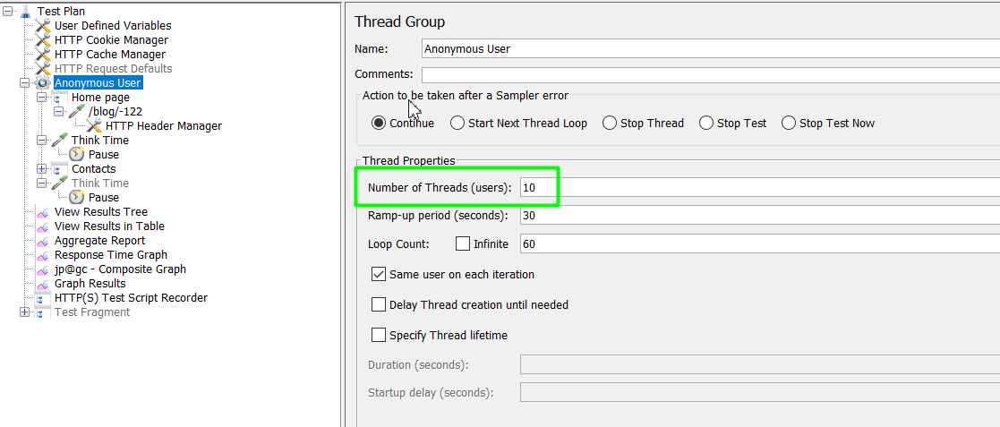 Test Plan
User Defined Variables
HTTP Cookie Manager
HTTP Cache Manager
HTTP Request Defaults
Anonymous User
Home page
/blog/-122
HTTP Header Manager
Think Time
Pause
Contacts
Think Time
Pause
View Results Tree
View Results in Table
Aggregate Report
Response Time Graph
jp@gc - Composite Graph
Graph Results
HTTP(S) Test Script Recorder
Test Fragment
Thread Group
Name: Anonymous User
Comments:
Action to be taken after a Sampler error
Continue Start Next Thread Loop Stop Thread Stop Test Stop Test Now
Thread Properties
Number of Threads (users): 10
Ramp-up period (seconds): 30
Loop Count: Infinite 60
Same user on each iteration
Delay Thread creation until needed
Specify Thread lifetime
Duration (seconds):
Startup delay (seconds):